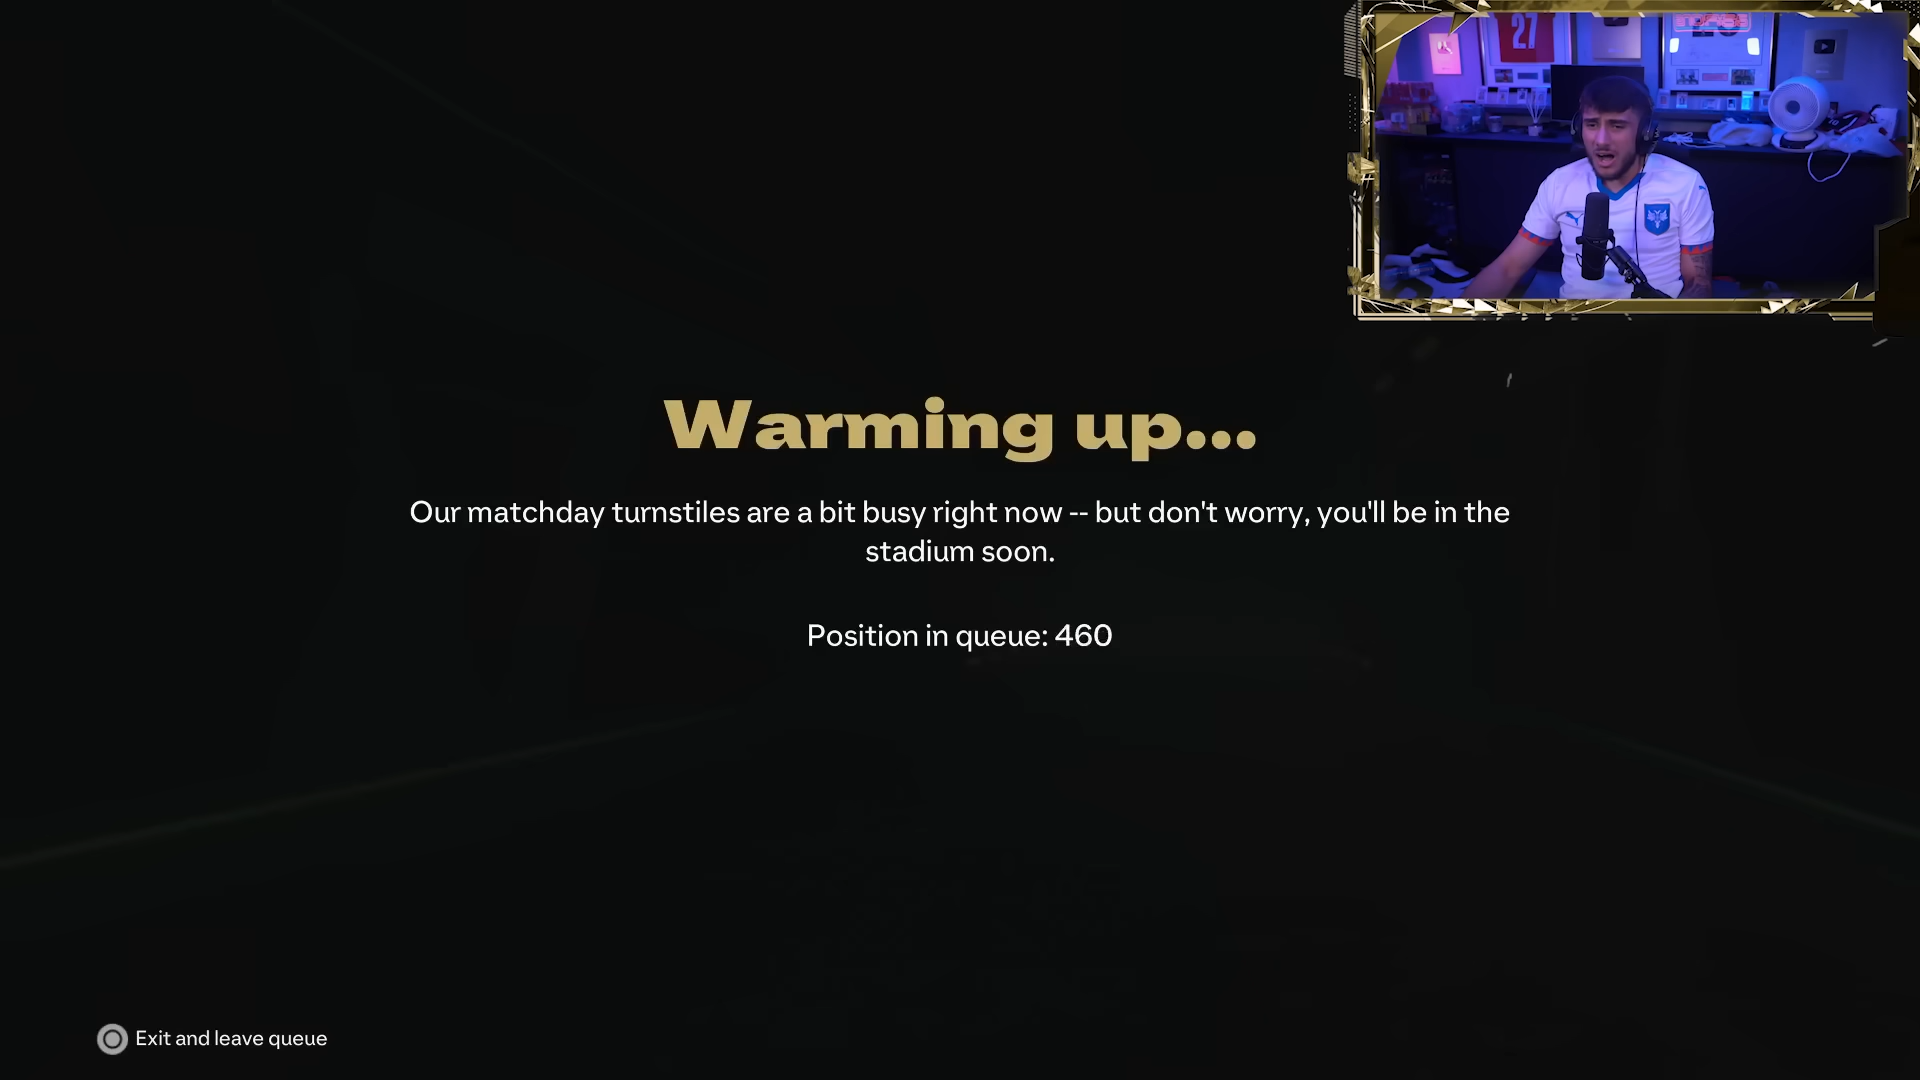 27
Warming up...
Our matchday turnstiles are a bit busy right now -- but don't worry, you'll be in the
stadium soon.
Position in queue: 460
Exit and leave queue